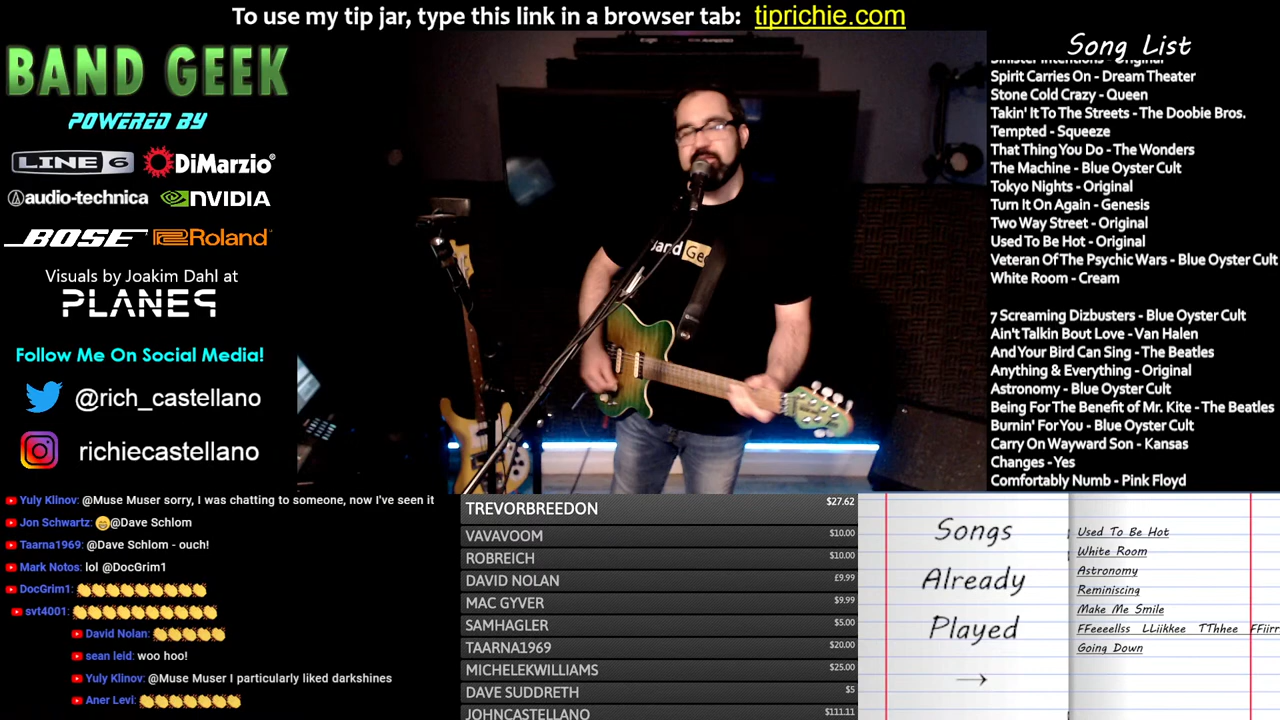 To use my tip jar, type this link in a browser tab: tiprichie.com
BAND GEEK
POWERED BY
LINE 6 DiMarzio®
audio-technica NVIDIA
BOSE Roland
Visuals by Joakim Dahl at
PLANE9
Follow Me On Social Media!
@rich_castellano
richiecastellano
Band Gee
Song List
Sinister Intentions - Original
Spirit Carries On - Dream Theater
Stone Cold Crazy - Queen
Takin' It To The Streets - The Doobie Bros.
Tempted - Squeeze
That Thing You Do - The Wonders
The Machine - Blue Oyster Cult
Tokyo Nights - Original
Turn It On Again - Genesis
Two Way Street - Original
Used To Be Hot - Original
Veteran Of The Psychic Wars - Blue Oyster Cult
White Room - Cream
7 Screaming Dizbusters - Blue Oyster Cult
Ain't Talkin Bout Love - Van Halen
And Your Bird Can Sing - The Beatles
Anything & Everything - Original
Astronomy - Blue Oyster Cult
Being For The Benefit of Mr. Kite - The Beatles
Burnin' For You - Blue Oyster Cult
Carry On Wayward Son - Kansas
Changes - Yes
Comfortably Numb - Pink Floyd
Yuly Klinov: @Muse Muser sorry, I was chatting to someone, now I've seen it
Jon Schwartz: 😁@Dave Schlom
Taarna1969: @Dave Schlom - ouch!
Mark Notos: lol @DocGrim1
DocGrim1: 👏👏👏👏👏👏👏👏👏
svt4001: 👏👏👏👏👏👏👏👏👏👏
David Nolan: 👏👏👏👏👏
sean leid: woo hoo!
Yuly Klinov: @Muse Muser I particularly liked darkshines
Aner Levi: 👏👏👏👏👏👏👏
TREVORBREEDON $27.62
VAVAVOOM $10.00
ROBREICH $10.00
DAVID NOLAN £9.99
MAC GYVER $9.99
SAMHAGLER $5.00
TAARNA1969 $20.00
MICHELEKWILLIAMS $25.00
DAVE SUDDRETH $5
JOHNCASTELLANO $111.11
Songs
Already
Played
→
Used To Be Hot
White Room
Astronomy
Reminiscing
Make Me Smile
FFeeeellss LLiikkee TThhee FFiirr
Going Down